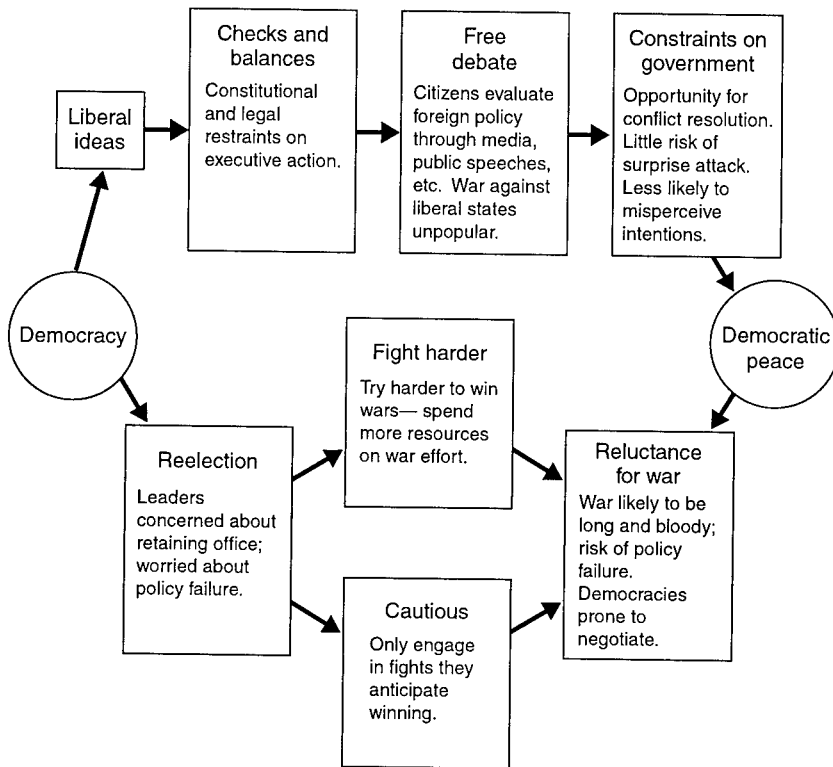 Liberal
ideas
Checks and
balances
Constitutional
and legal
restraints on
executive action.
Free
debate
Citizens evaluate
foreign policy
through media,
public speeches,
etc. War against
liberal states
unpopular.
Constraints on
government
Opportunity for
conflict resolution.
Little risk of
surprise attack.
Less likely to
misperceive
intentions.
Democracy
Democratic
peace
Reelection
Leaders
concerned about
retaining office;
worried about
policy failure.
Fight harder
Try harder to win
wars— spend
more resources
on war effort.
Cautious
Only engage
in fights they
anticipate
winning.
Reluctance
for war
War likely to be
long and bloody;
risk of policy
failure.
Democracies
prone to
negotiate.